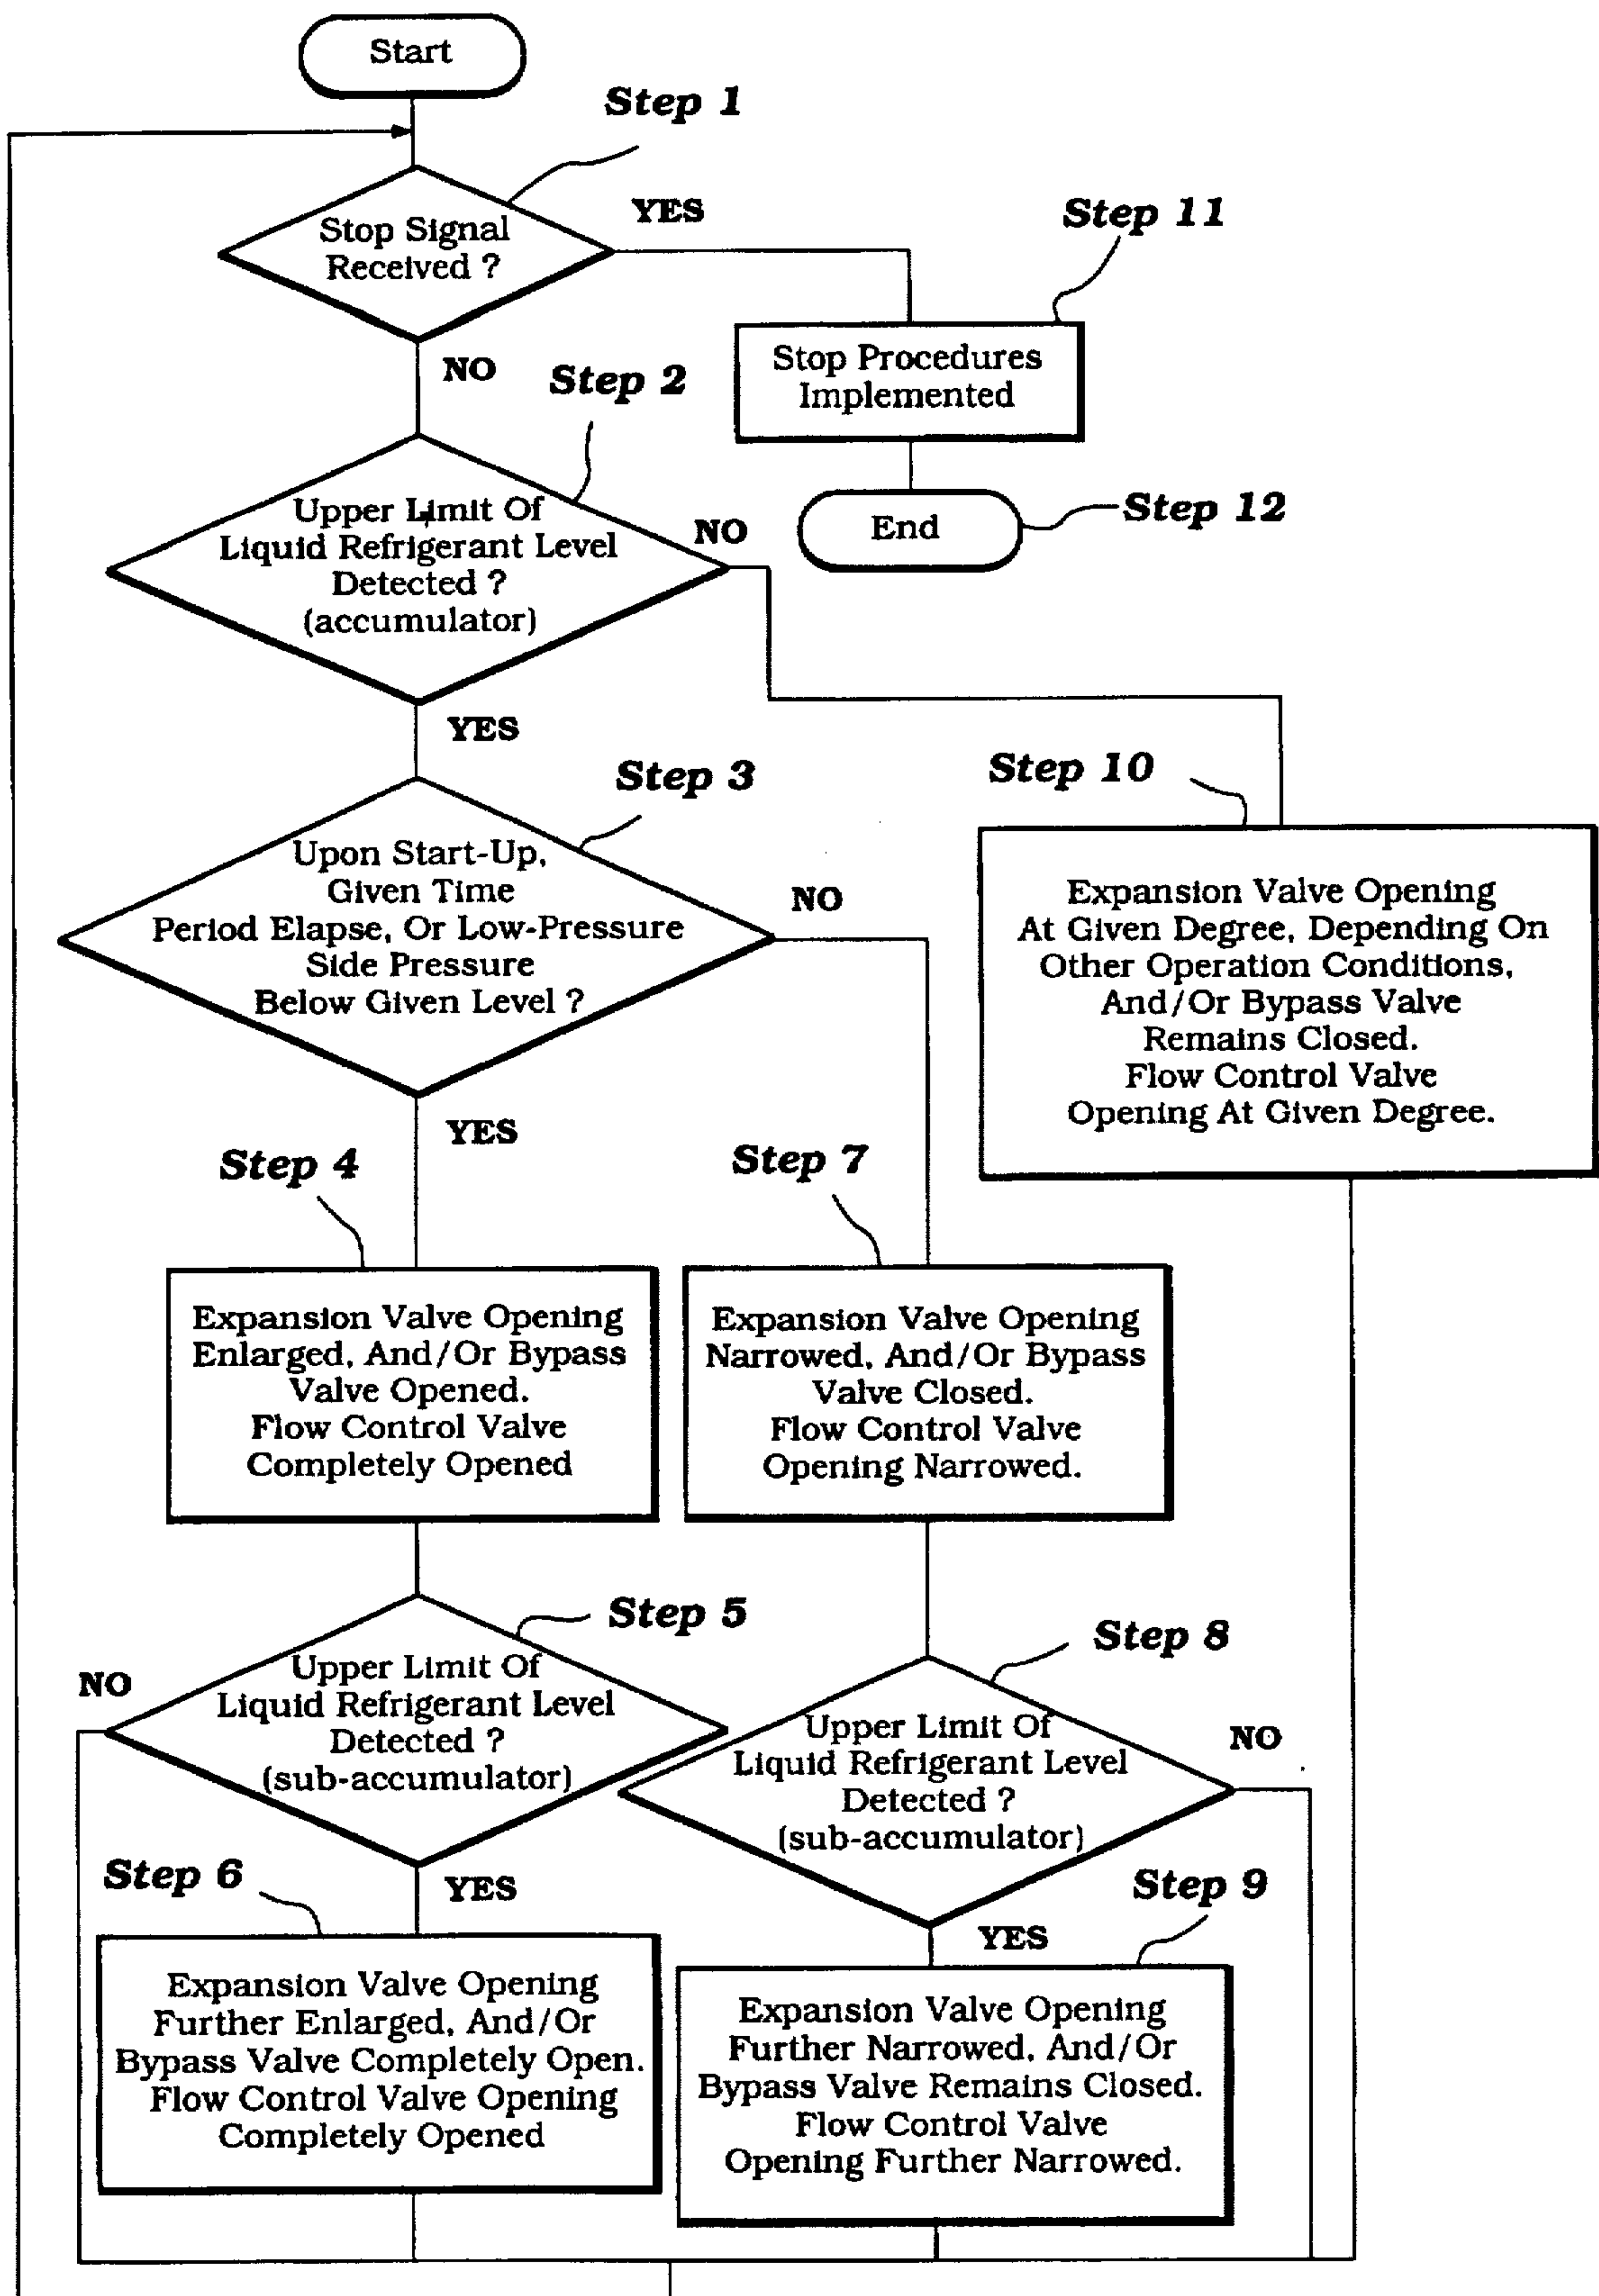 Start
Step 1
Stop Signal
Received ?
YES
Step 11
Stop Procedures
Implemented
NO
Step 2
End
Step 12
Upper Limit Of
Liquid Refrigerant Level
Detected ?
(accumulator)
NO
YES
Step 3
Step 10
Upon Start-Up,
Given Time
Period Elapse, Or Low-Pressure
Side Pressure
Below Given Level ?
NO
Expansion Valve Opening
At Given Degree, Depending On
Other Operation Conditions,
And/Or Bypass Valve
Remains Closed.
Flow Control Valve
Opening At Given Degree.
YES
Step 4
Step 7
Expansion Valve Opening
Enlarged, And/Or Bypass
Valve Opened.
Flow Control Valve
Completely Opened
Expansion Valve Opening
Narrowed, And/Or Bypass
Valve Closed.
Flow Control Valve
Opening Narrowed.
Step 5
Step 8
NO
Upper Limit Of
Liquid Refrigerant Level
Detected ?
(sub-accumulator)
Upper Limit Of
Liquid Refrigerant Level
Detected ?
(sub-accumulator)
NO
Step 6
YES
Step 9
YES
Expansion Valve Opening
Further Enlarged, And/Or
Bypass Valve Completely Open.
Flow Control Valve Opening
Completely Opened
Expansion Valve Opening
Further Narrowed, And/Or
Bypass Valve Remains Closed.
Flow Control Valve
Opening Further Narrowed.